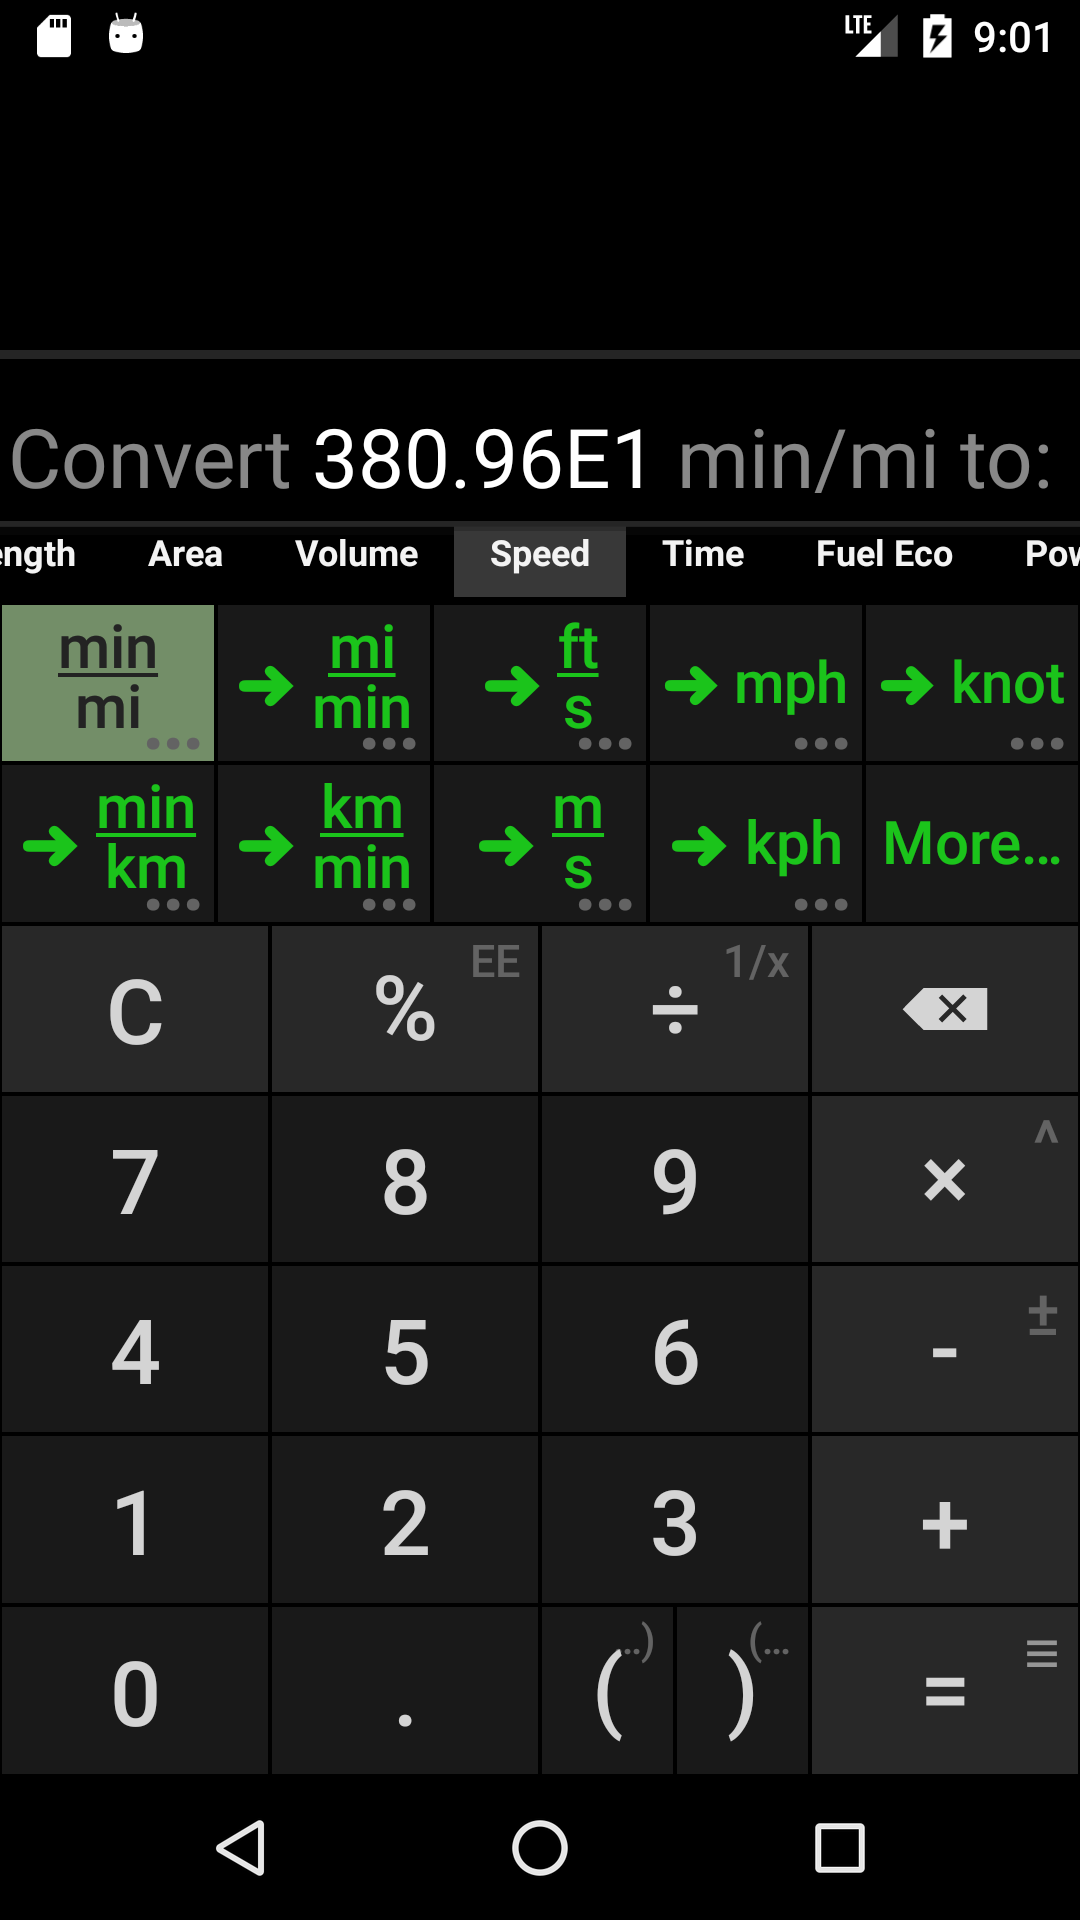 LTE 9:01
Convert 380.96E1 min/mi to:
ength Area Volume Speed Time Fuel Eco Pow
min/mi → mi/min → ft/s → mph → knot
→ min/km → km/min → m/s → kph More...
C % EE ÷ 1/x
7 8 9 × ^
4 5 6 - ±
1 2 3 +
0 . ( ..) ) (... =